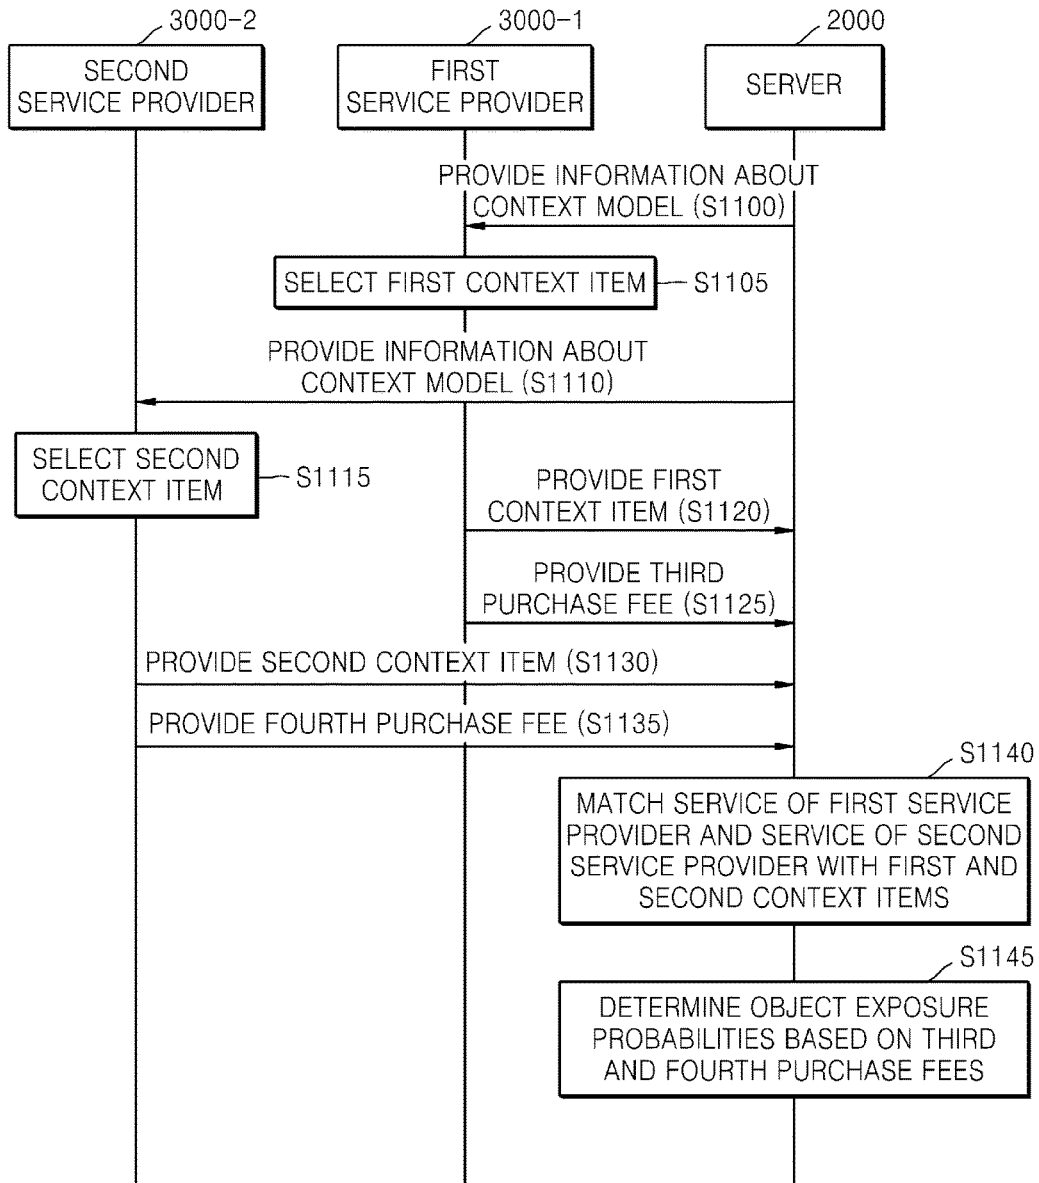 3000-2
3000-1
2000
SECOND
SERVICE PROVIDER
FIRST
SERVICE PROVIDER
SERVER
PROVIDE INFORMATION ABOUT
CONTEXT MODEL (S1100)
SELECT FIRST CONTEXT ITEM
S1105
PROVIDE INFORMATION ABOUT
CONTEXT MODEL (S1110)
SELECT SECOND
CONTEXT ITEM
S1115
PROVIDE FIRST
CONTEXT ITEM (S1120)
PROVIDE THIRD
PURCHASE FEE (S1125)
PROVIDE SECOND CONTEXT ITEM (S1130)
PROVIDE FOURTH PURCHASE FEE (S1135)
S1140
MATCH SERVICE OF FIRST SERVICE
PROVIDER AND SERVICE OF SECOND
SERVICE PROVIDER WITH FIRST AND
SECOND CONTEXT ITEMS
S1145
DETERMINE OBJECT EXPOSURE
PROBABILITIES BASED ON THIRD
AND FOURTH PURCHASE FEES